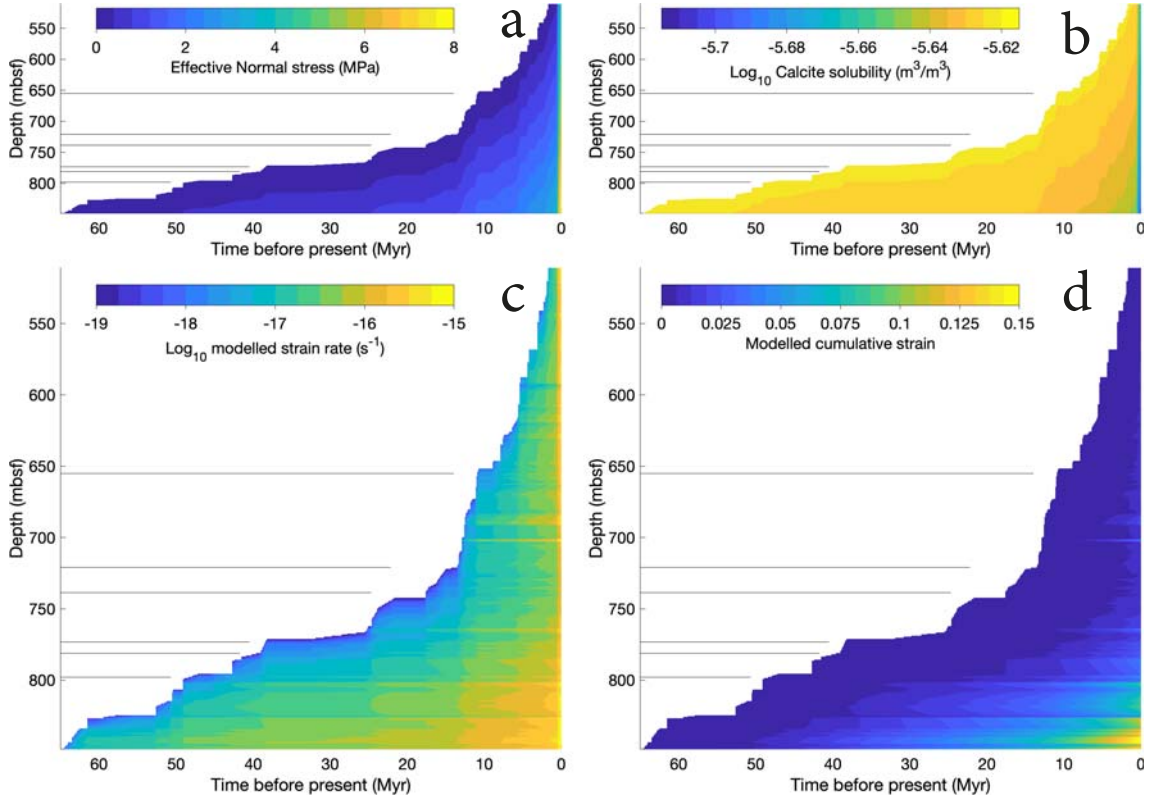 a
0 2 4 6 8
Effective Normal stress (MPa)
550
600
650
700
750
800
Depth (mbsf)
60 50 40 30 20 10 0
Time before present (Myr)
b
-5.7 -5.68 -5.66 -5.64 -5.62
Log10 Calcite solubility (m3/m3)
550
600
650
700
750
800
Depth (mbsf)
60 50 40 30 20 10 0
Time before present (Myr)
c
-19 -18 -17 -16 -15
Log10 modelled strain rate (s-1)
550
600
650
700
750
800
Depth (mbsf)
60 50 40 30 20 10 0
Time before present (Myr)
d
0 0.025 0.05 0.075 0.1 0.125 0.15
Modelled cumulative strain
550
600
650
700
750
800
Depth (mbsf)
60 50 40 30 20 10 0
Time before present (Myr)